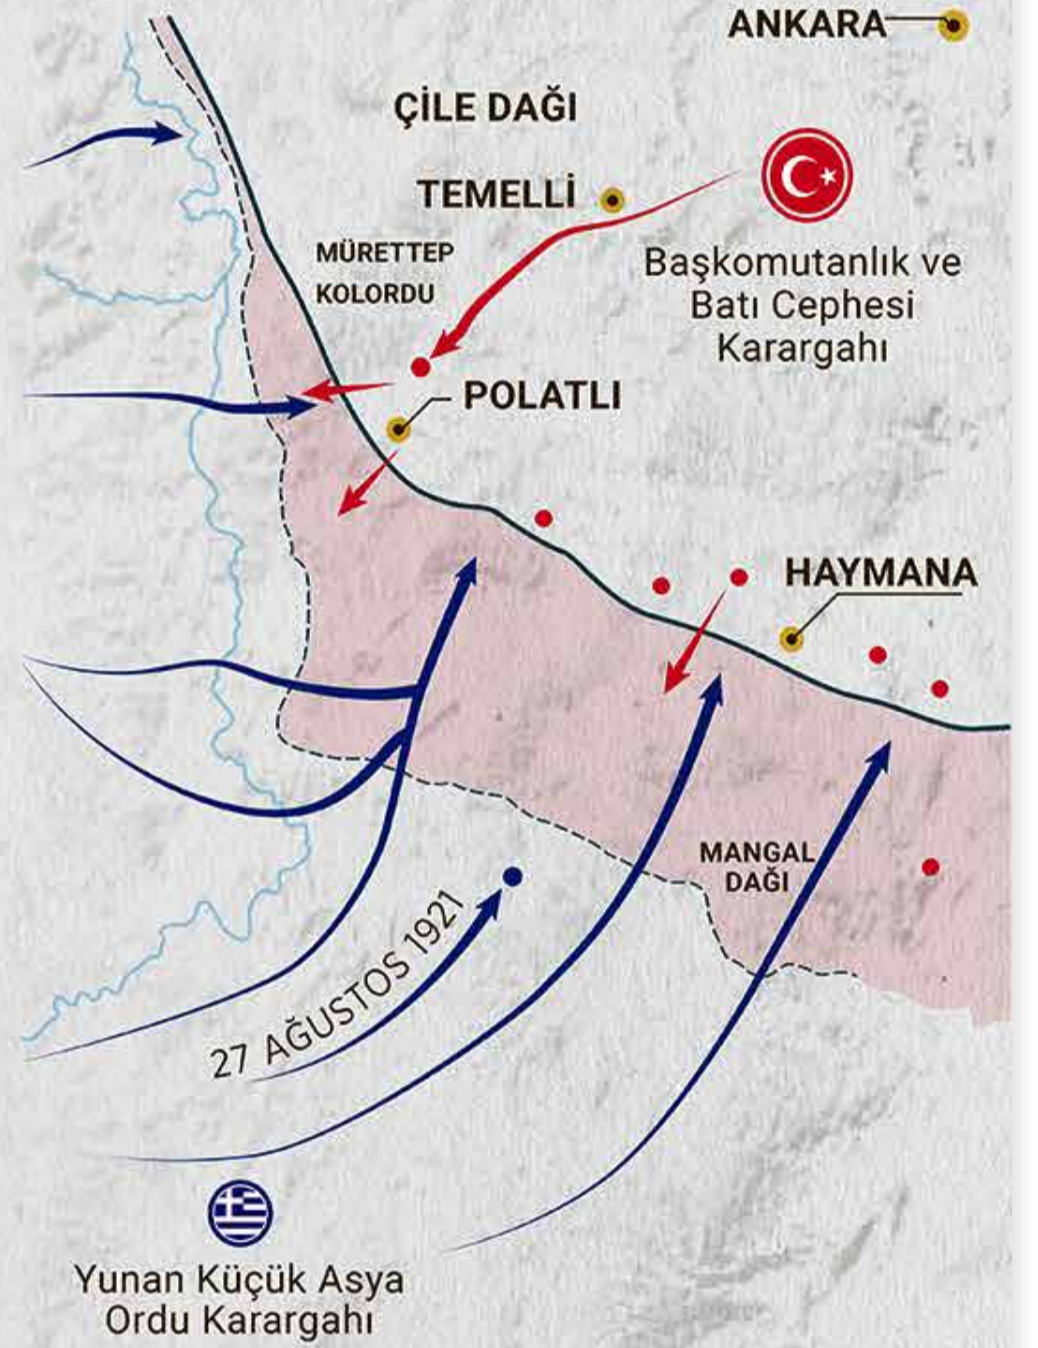 ANKARA
ÇİLE DAĞI
TEMELLİ
MÜRETTEP
KOLORDU
Başkomutanlık ve
Batı Cephesi
Karargahı
POLATLI
HAYMANA
MANGAL
DAĞI
27 AĞUSTOS 1921
Yunan Küçük Asya
Ordu Karargahı